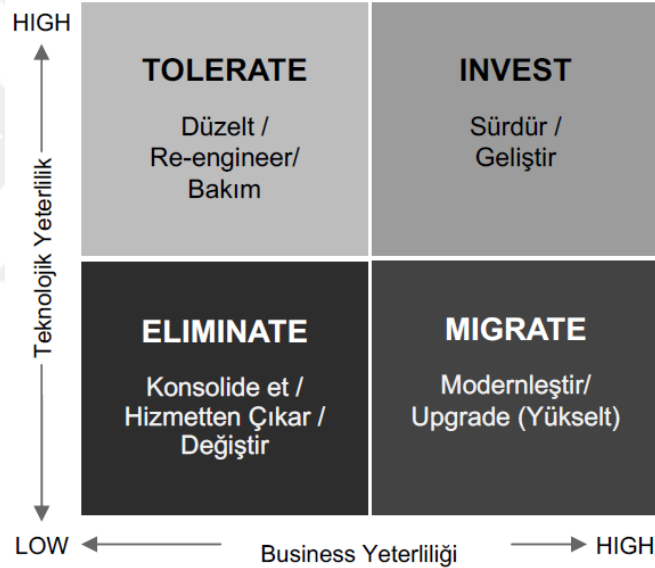 HIGH
TOLERATE
Düzelt /
Re-engineer/
Bakım
INVEST
Sürdür /
Geliştir
Teknolojik Yeterlilik
ELIMINATE
Konsolide et /
Hizmetten Çıkar /
Değiştir
MIGRATE
Modernleştir/
Upgrade (Yükselt)
LOW
Business Yeterliliği
HIGH